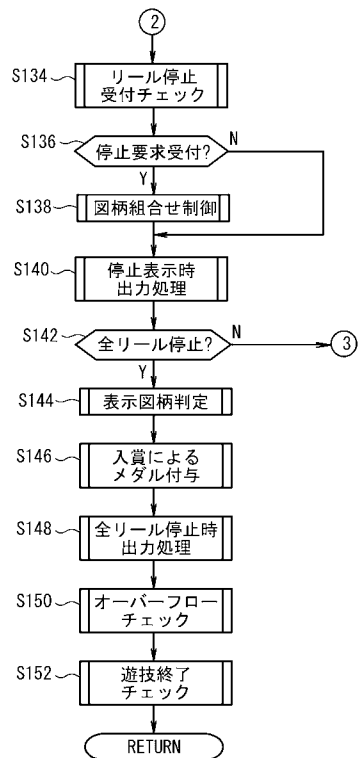 2
S134
リール停止
受付チェック
S136
停止要求受付?
N
Y
S138
図柄組合せ制御
S140
停止表示時
出力処理
S142
全リール停止?
N
3
Y
S144
表示図柄判定
S146
入賞による
メダル付与
S148
全リール停止時
出力処理
S150
オーバーフロー
チェック
S152
遊技終了
チェック
RETURN